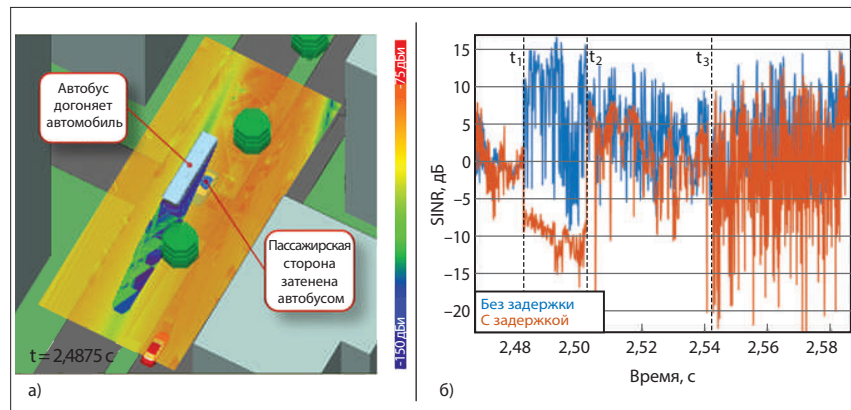 Автобус
догоняет
автомобиль
Пассажирская
сторона
затенена
автобусом
t = 2,4875 с
а)
-75 дБи
-150 дБи
SINR, дБ
15
10
5
0
-5
-10
-15
-20
t1
t2
t3
Без задержки
С задержкой
2,48 2,50 2,52 2,54 2,56 2,58
Время, с
б)